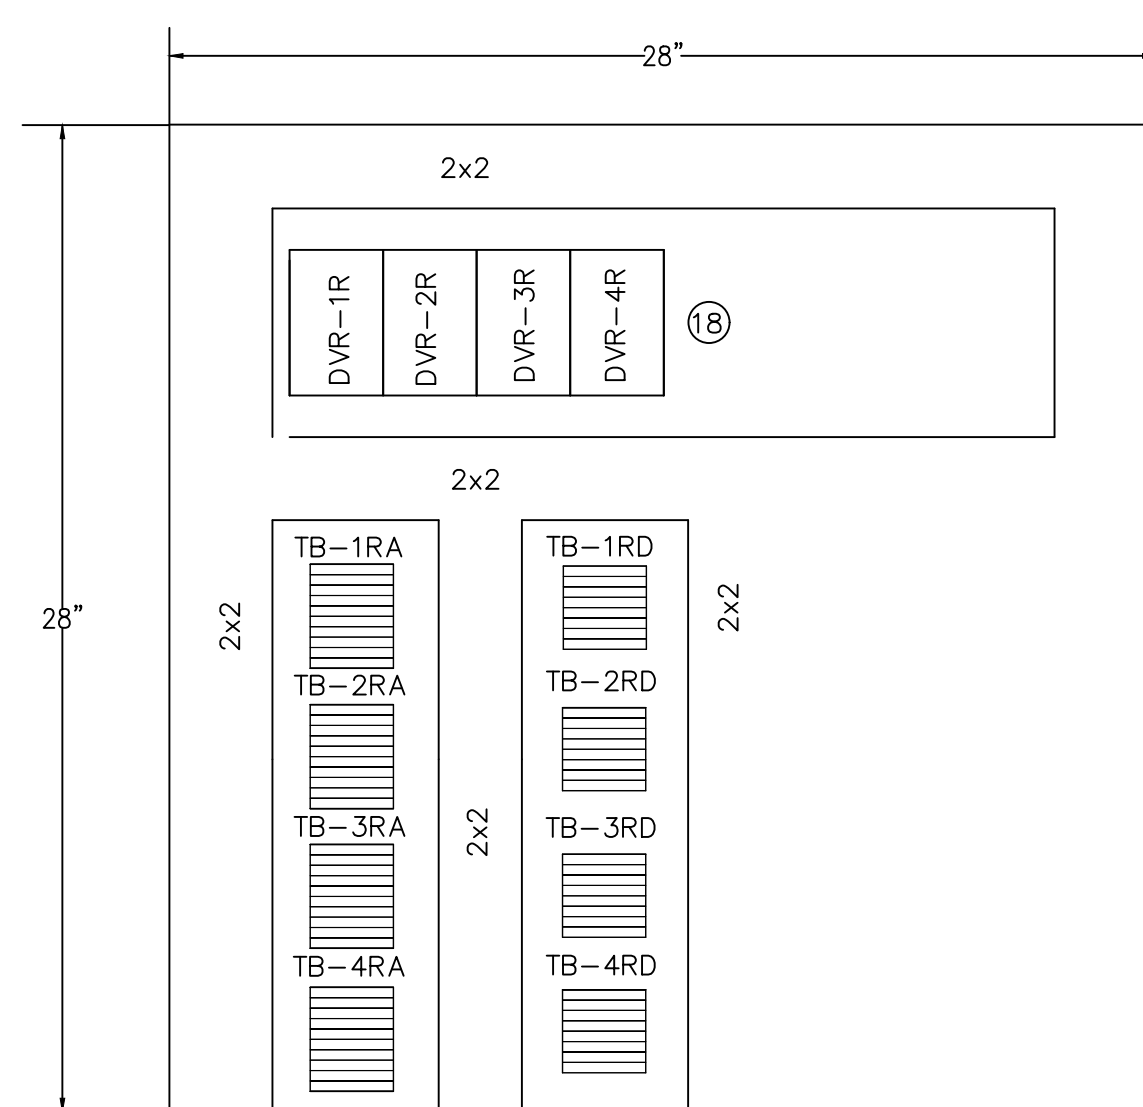 28”
2x2
DVR-1R
DVR-2R
DVR-3R
DVR-4R
18
2x2
TB-1RA
TB-1RD
28”
2x2
2x2
TB-2RA
TB-2RD
TB-3RA
TB-3RD
2x2
TB-4RA
TB-4RD